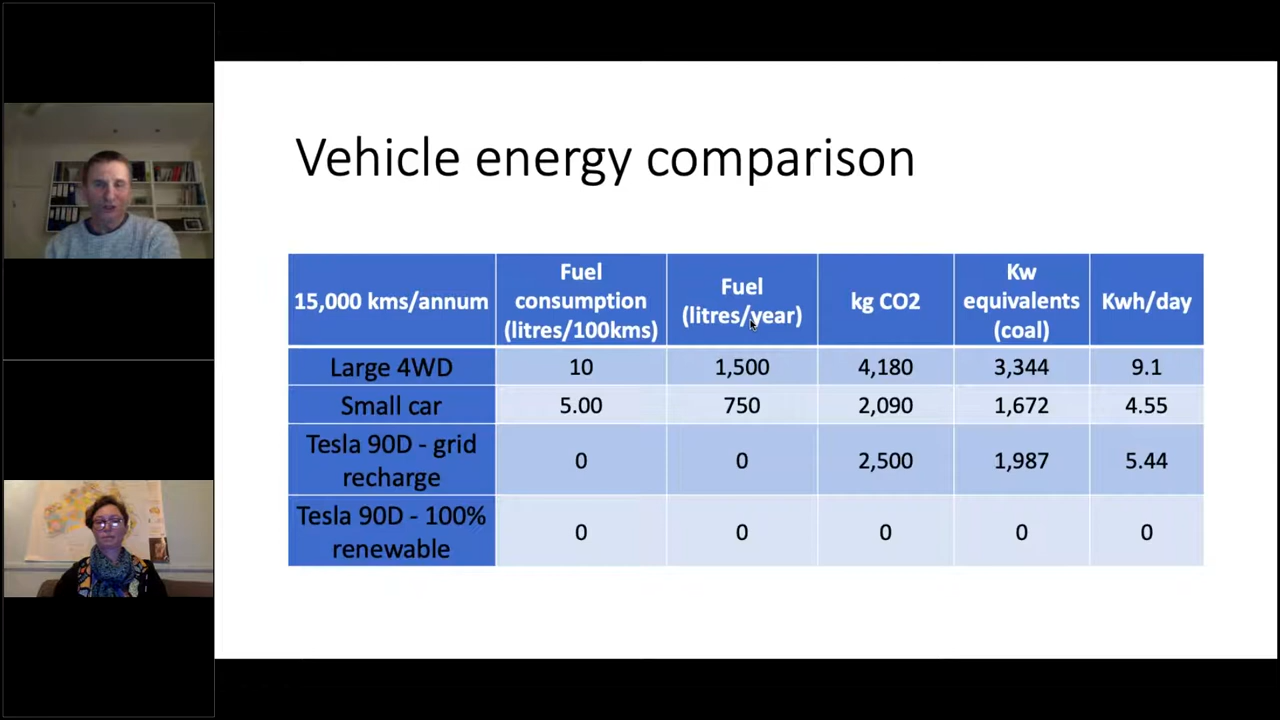 Vehicle energy comparison
15,000 kms/annum
Fuel
consumption
(litres/100kms)
Fuel
(litres/year)
kg CO2
Kw
equivalents
(coal)
Kwh/day
Large 4WD 10 1,500 4,180 3,344 9.1
Small car 5.00 750 2,090 1,672 4.55
Tesla 90D - grid
recharge
0 0 2,500 1,987 5.44
Tesla 90D - 100%
renewable
0 0 0 0 0